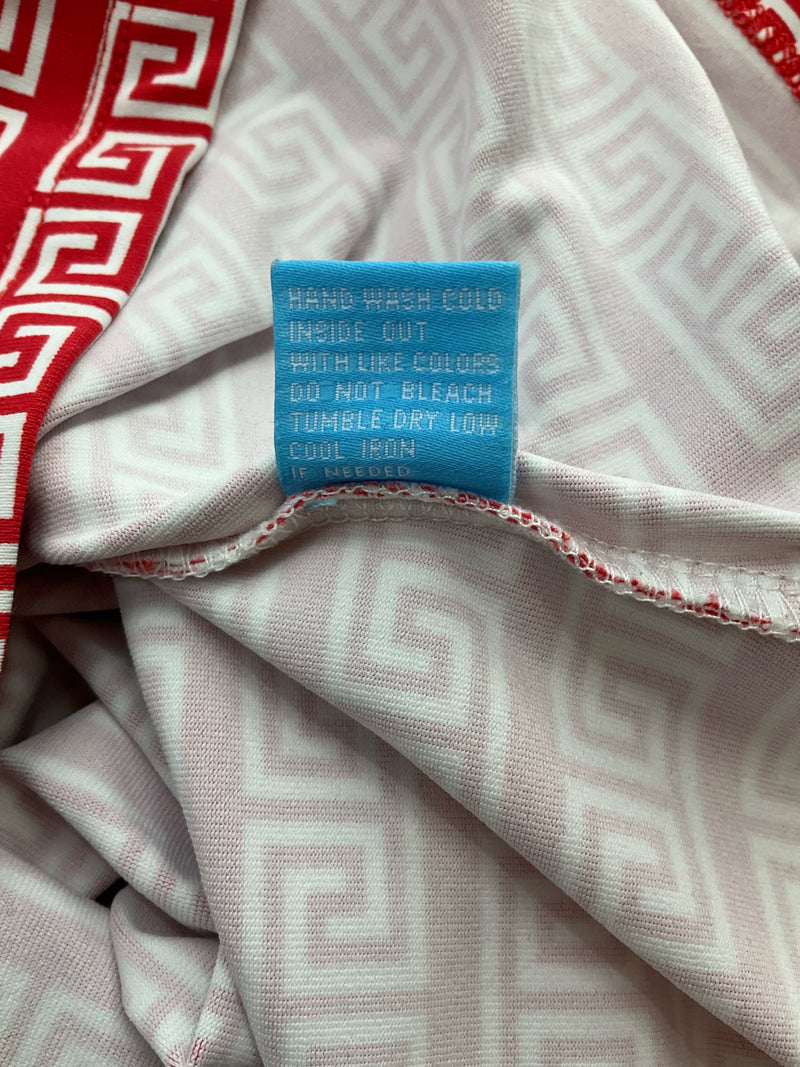 HAND WASH COLD
INSIDE OUT
WITH LIKE COLORS
DO NOT BLEACH
TUMBLE DRY LOW
COOL IRON
IF NEEDED